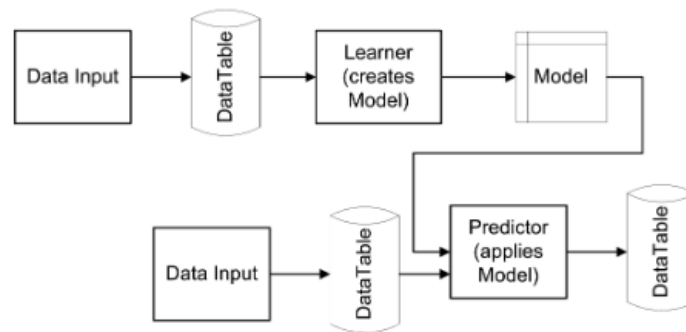 Data Input
DataTable
Learner
(creates
Model)
Model
Data Input
DataTable
Predictor
(applies
Model)
DataTable